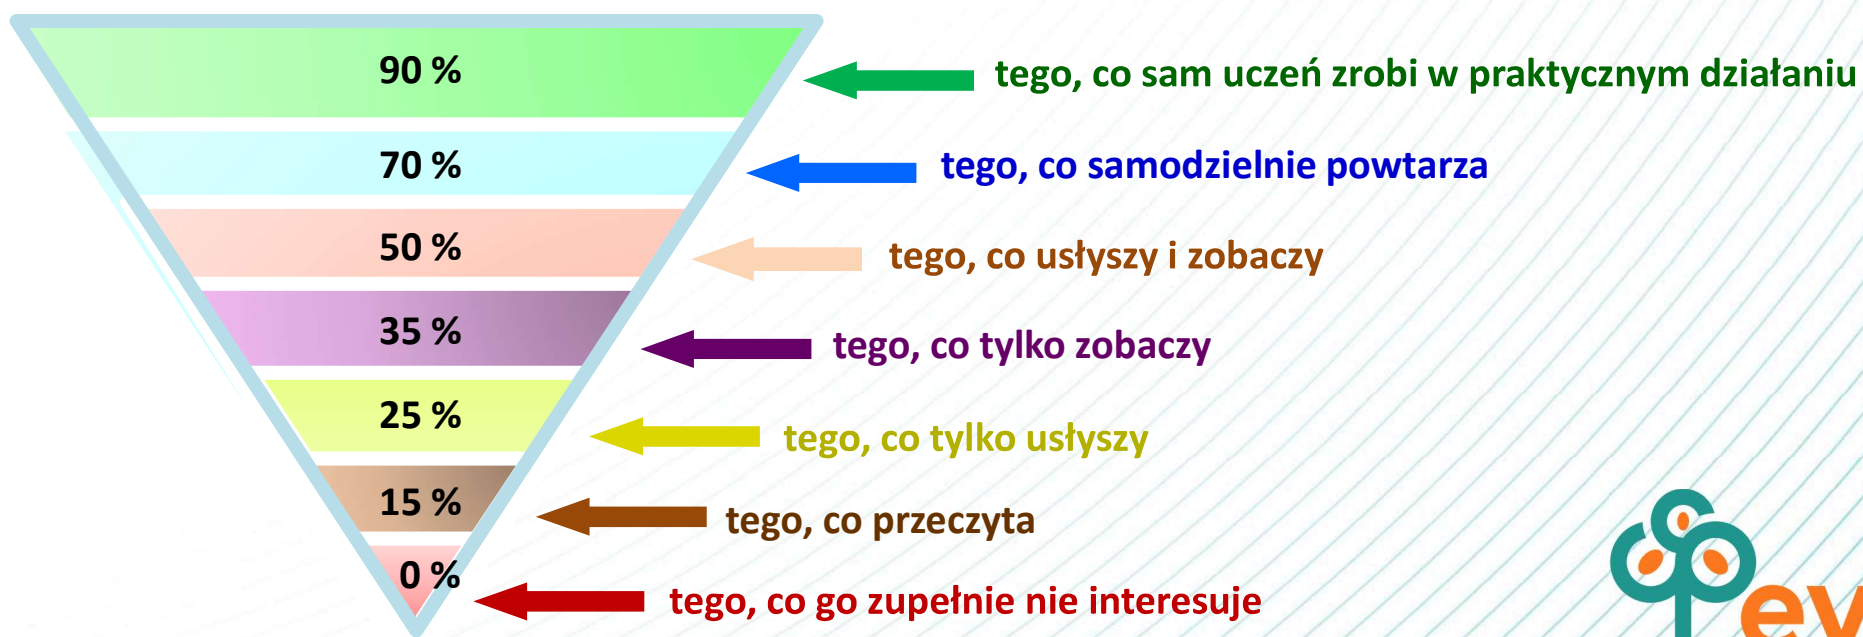 90 %
tego, co sam uczeń zrobi w praktycznym działaniu
70 %
tego, co samodzielnie powtarza
50 %
tego, co usłyszy i zobaczy
35 %
tego, co tylko zobaczy
25 %
tego, co tylko usłyszy
15 %
tego, co przeczyta
0 %
tego, co go zupełnie nie interesuje